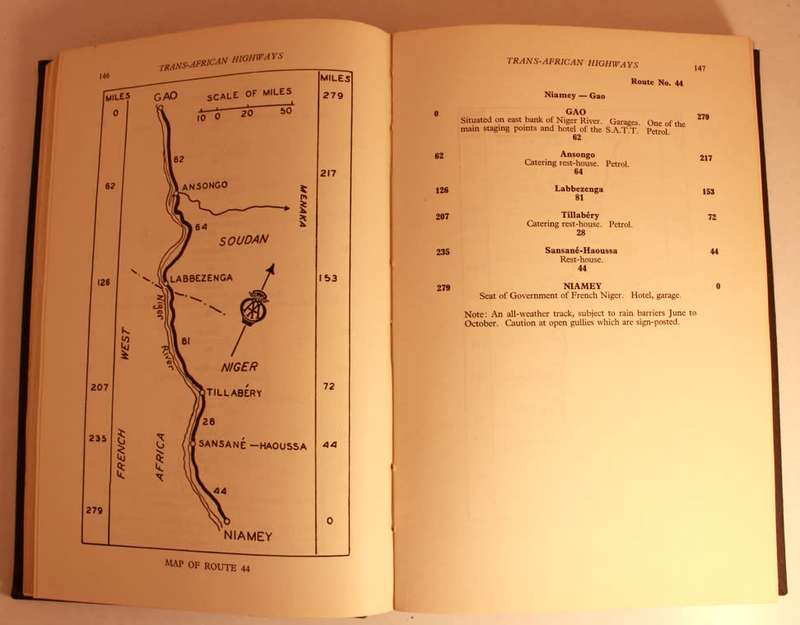 146
TRANS-AFRICAN HIGHWAYS
MILES
MILES
GAO
SCALE OF MILES
10 0 20 50
0
279
62
62
217
ANSONGO
MENAKA
64
SOUDAN
126
LABBEZENGA
153
Niger River
81
WEST
NIGER
207
TILLABÉRY
72
28
235
SANSANÉ—HAOUSSA
44
FRENCH
AFRICA
44
279
0
NIAMEY
MAP OF ROUTE 44
TRANS-AFRICAN HIGHWAYS
147
Route No. 44
Niamey — Gao
0 GAO 279
Situated on east bank of Niger River. Garages. One of the
main staging points and hotel of the S.A.T.T. Petrol.
62
62 Ansongo 217
Catering rest-house. Petrol.
64
126 Labbezenga 153
81
207 Tillabéry 72
Catering rest-house. Petrol.
28
235 Sansané-Haoussa 44
Rest-house.
44
279 NIAMEY 0
Seat of Government of French Niger. Hotel, garage.
Note: An all-weather track, subject to rain barriers June to
October. Caution at open gullies which are sign-posted.